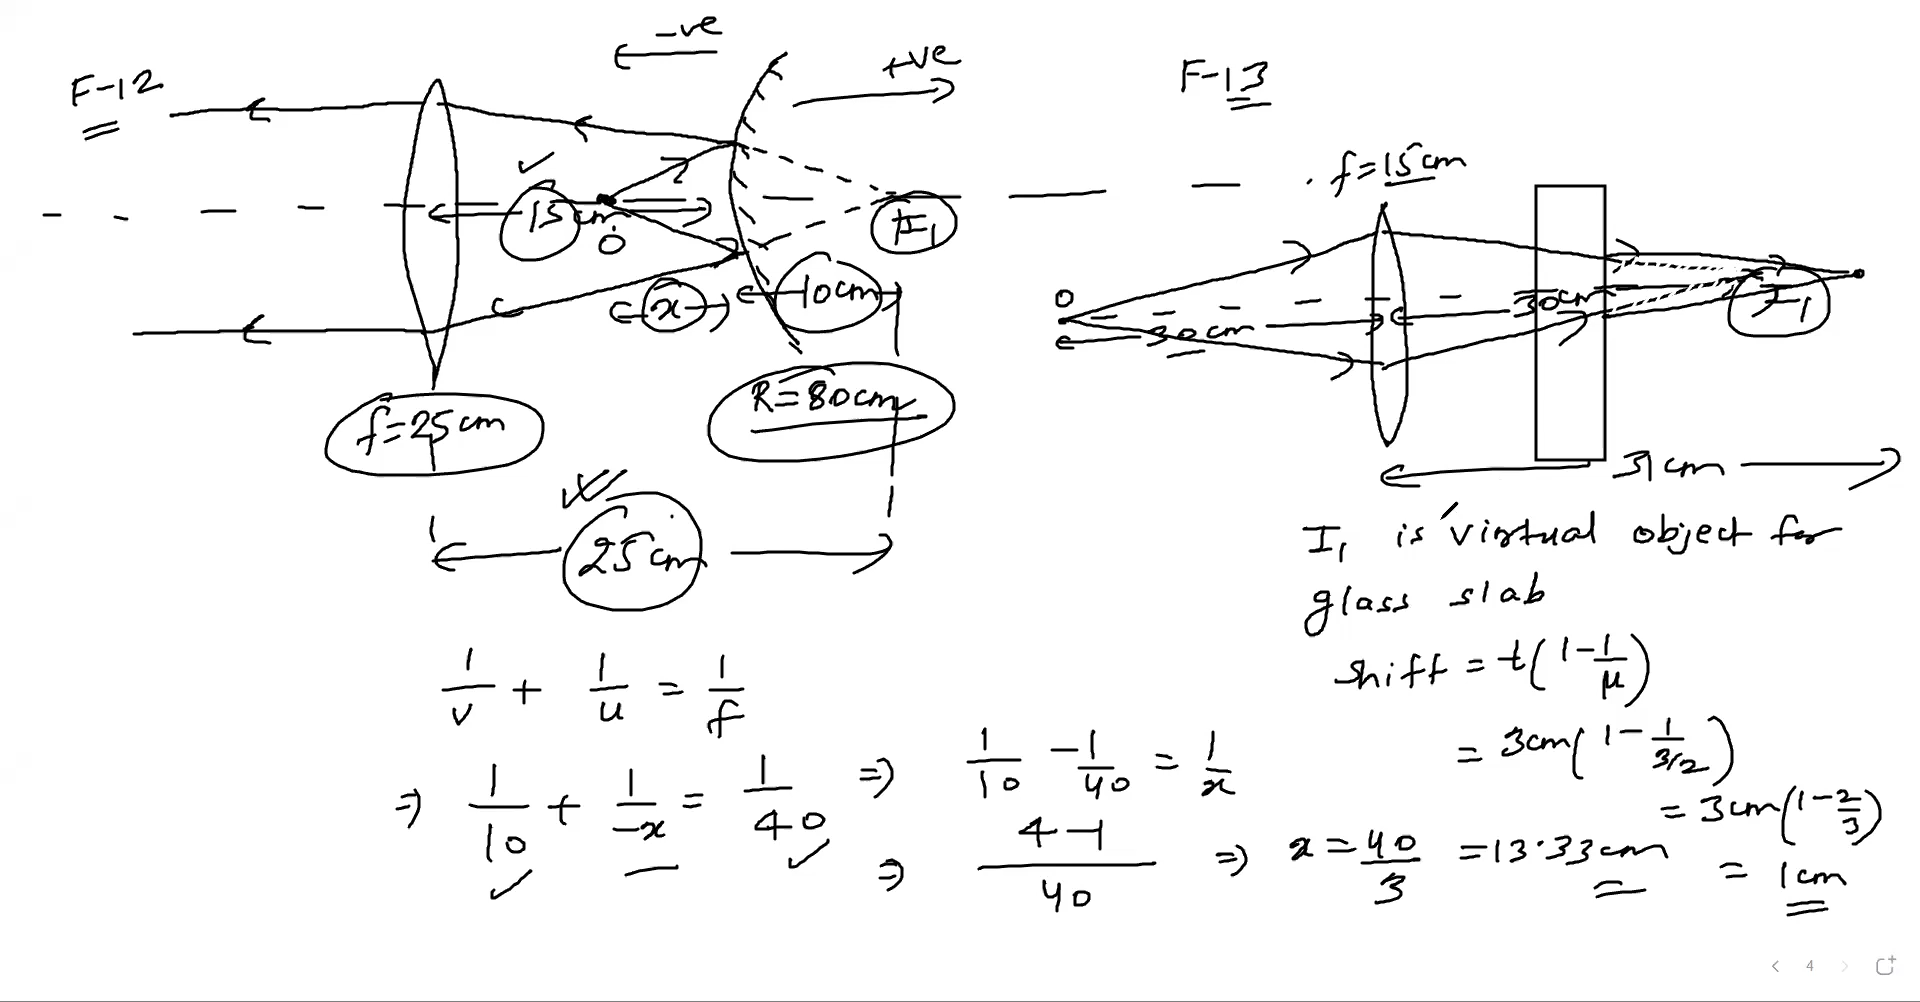 -ve
+ve
F-12
F-13
f=15cm
15cm
O
I₁
x
10cm
O
30cm
30cm
I₁
R=80cm
f=25cm
31cm
25cm
I₁ is virtual object for
glass slab
shift = t(1-1/μ)
= 3cm(1-1/3/2)
= 3cm(1-2/3)
= 1cm
1/v + 1/u = 1/f
⇒ 1/10 + 1/-x = 1/40 ⇒ 1/10 - 1/40 = 1/x
⇒ 4-1/40 ⇒ x = 40/3 = 13.33cm
4